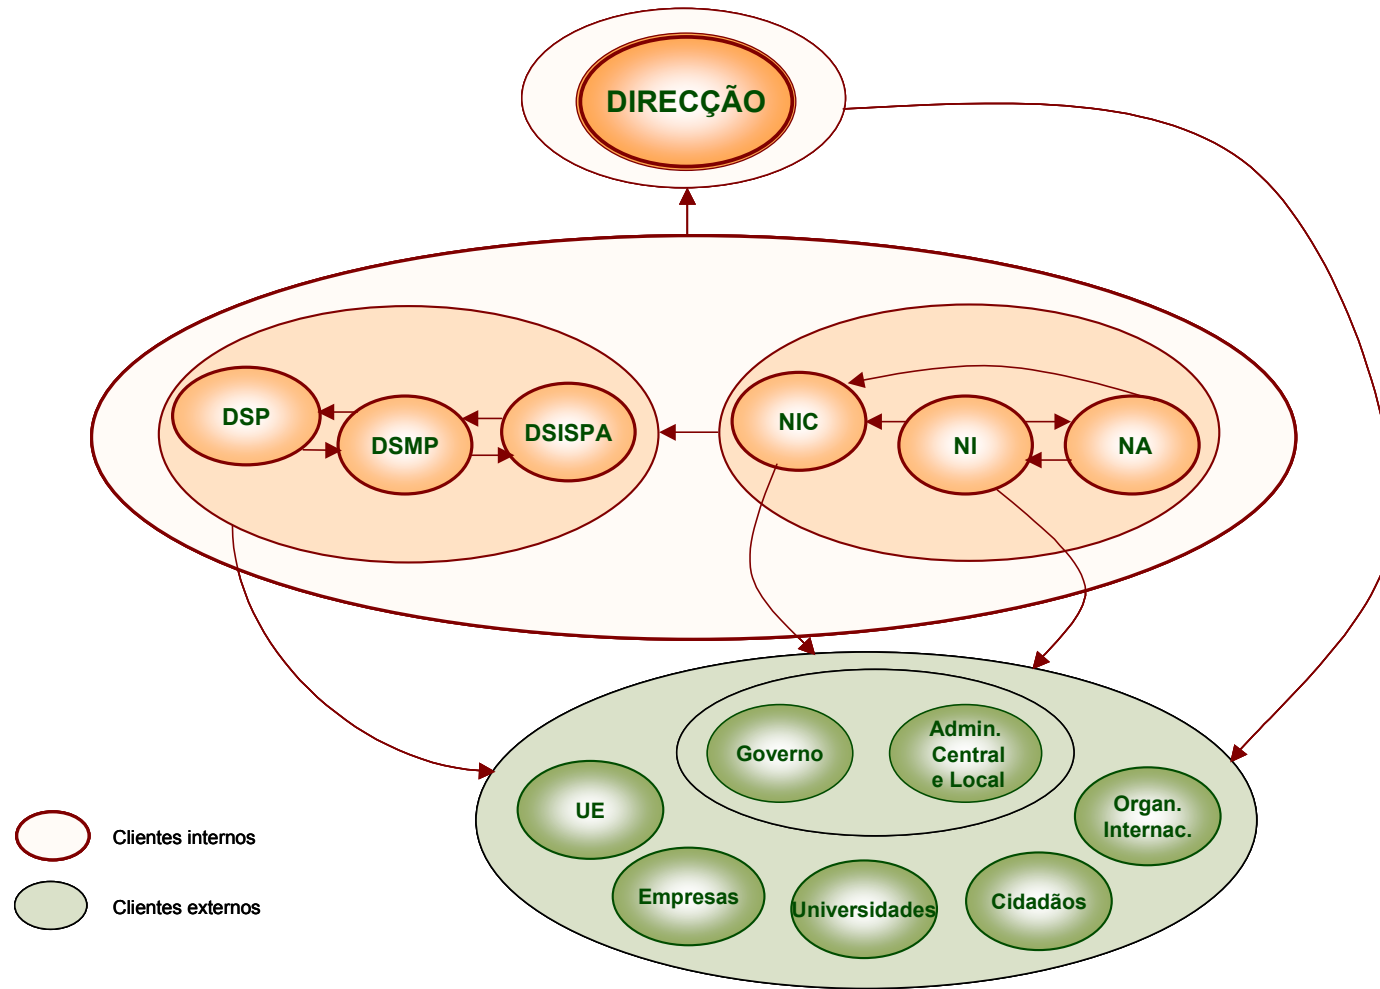 DIRECÇÃO
DSP
DSMP
DSISPA
NIC
NI
NA
Governo
Admin.
Central
e Local
UE
Organ.
Internac.
Empresas
Universidades
Cidadãos
Clientes internos
Clientes externos